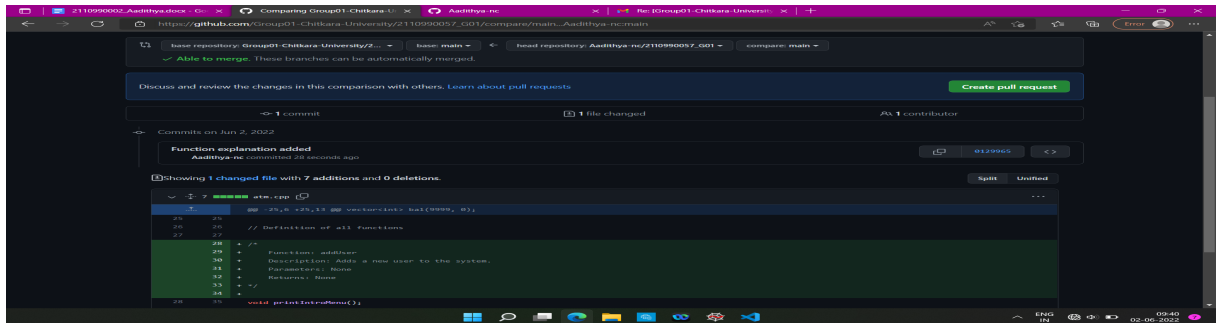 2110990002_Aadithya.docx - Go
Comparing Group01-Chitkara-U
Aadithya-nc
Re: [Group01-Chitkara-Universit
https://github.com/Group01-Chitkara-University/2110990057_G01/compare/main...Aadithya-nc:main
Error
base repository: Group01-Chitkara-University/2... base: main head repository: Aadithya-nc/2110990057_G01 compare: main
Able to merge. These branches can be automatically merged.
Discuss and review the changes in this comparison with others. Learn about pull requests
Create pull request
1 commit
1 file changed
1 contributor
Commits on Jun 2, 2022
Function explanation added
Aadithya-nc committed 28 seconds ago
0129965
Showing 1 changed file with 7 additions and 0 deletions.
Split Unified
7 atm.cpp
@@ -25,6 +25,13 @@ vector<int> bal(9999, 0);
25 25
26 26 // Definition of all functions
27 27
28 + /*
29 + Function: addUser
30 + Description: Adds a new user to the system.
31 + Parameters: None
32 + Returns: None
33 + */
34 +
28 35 void printIntroMenu();
ENG
IN
09:40
02-06-2022